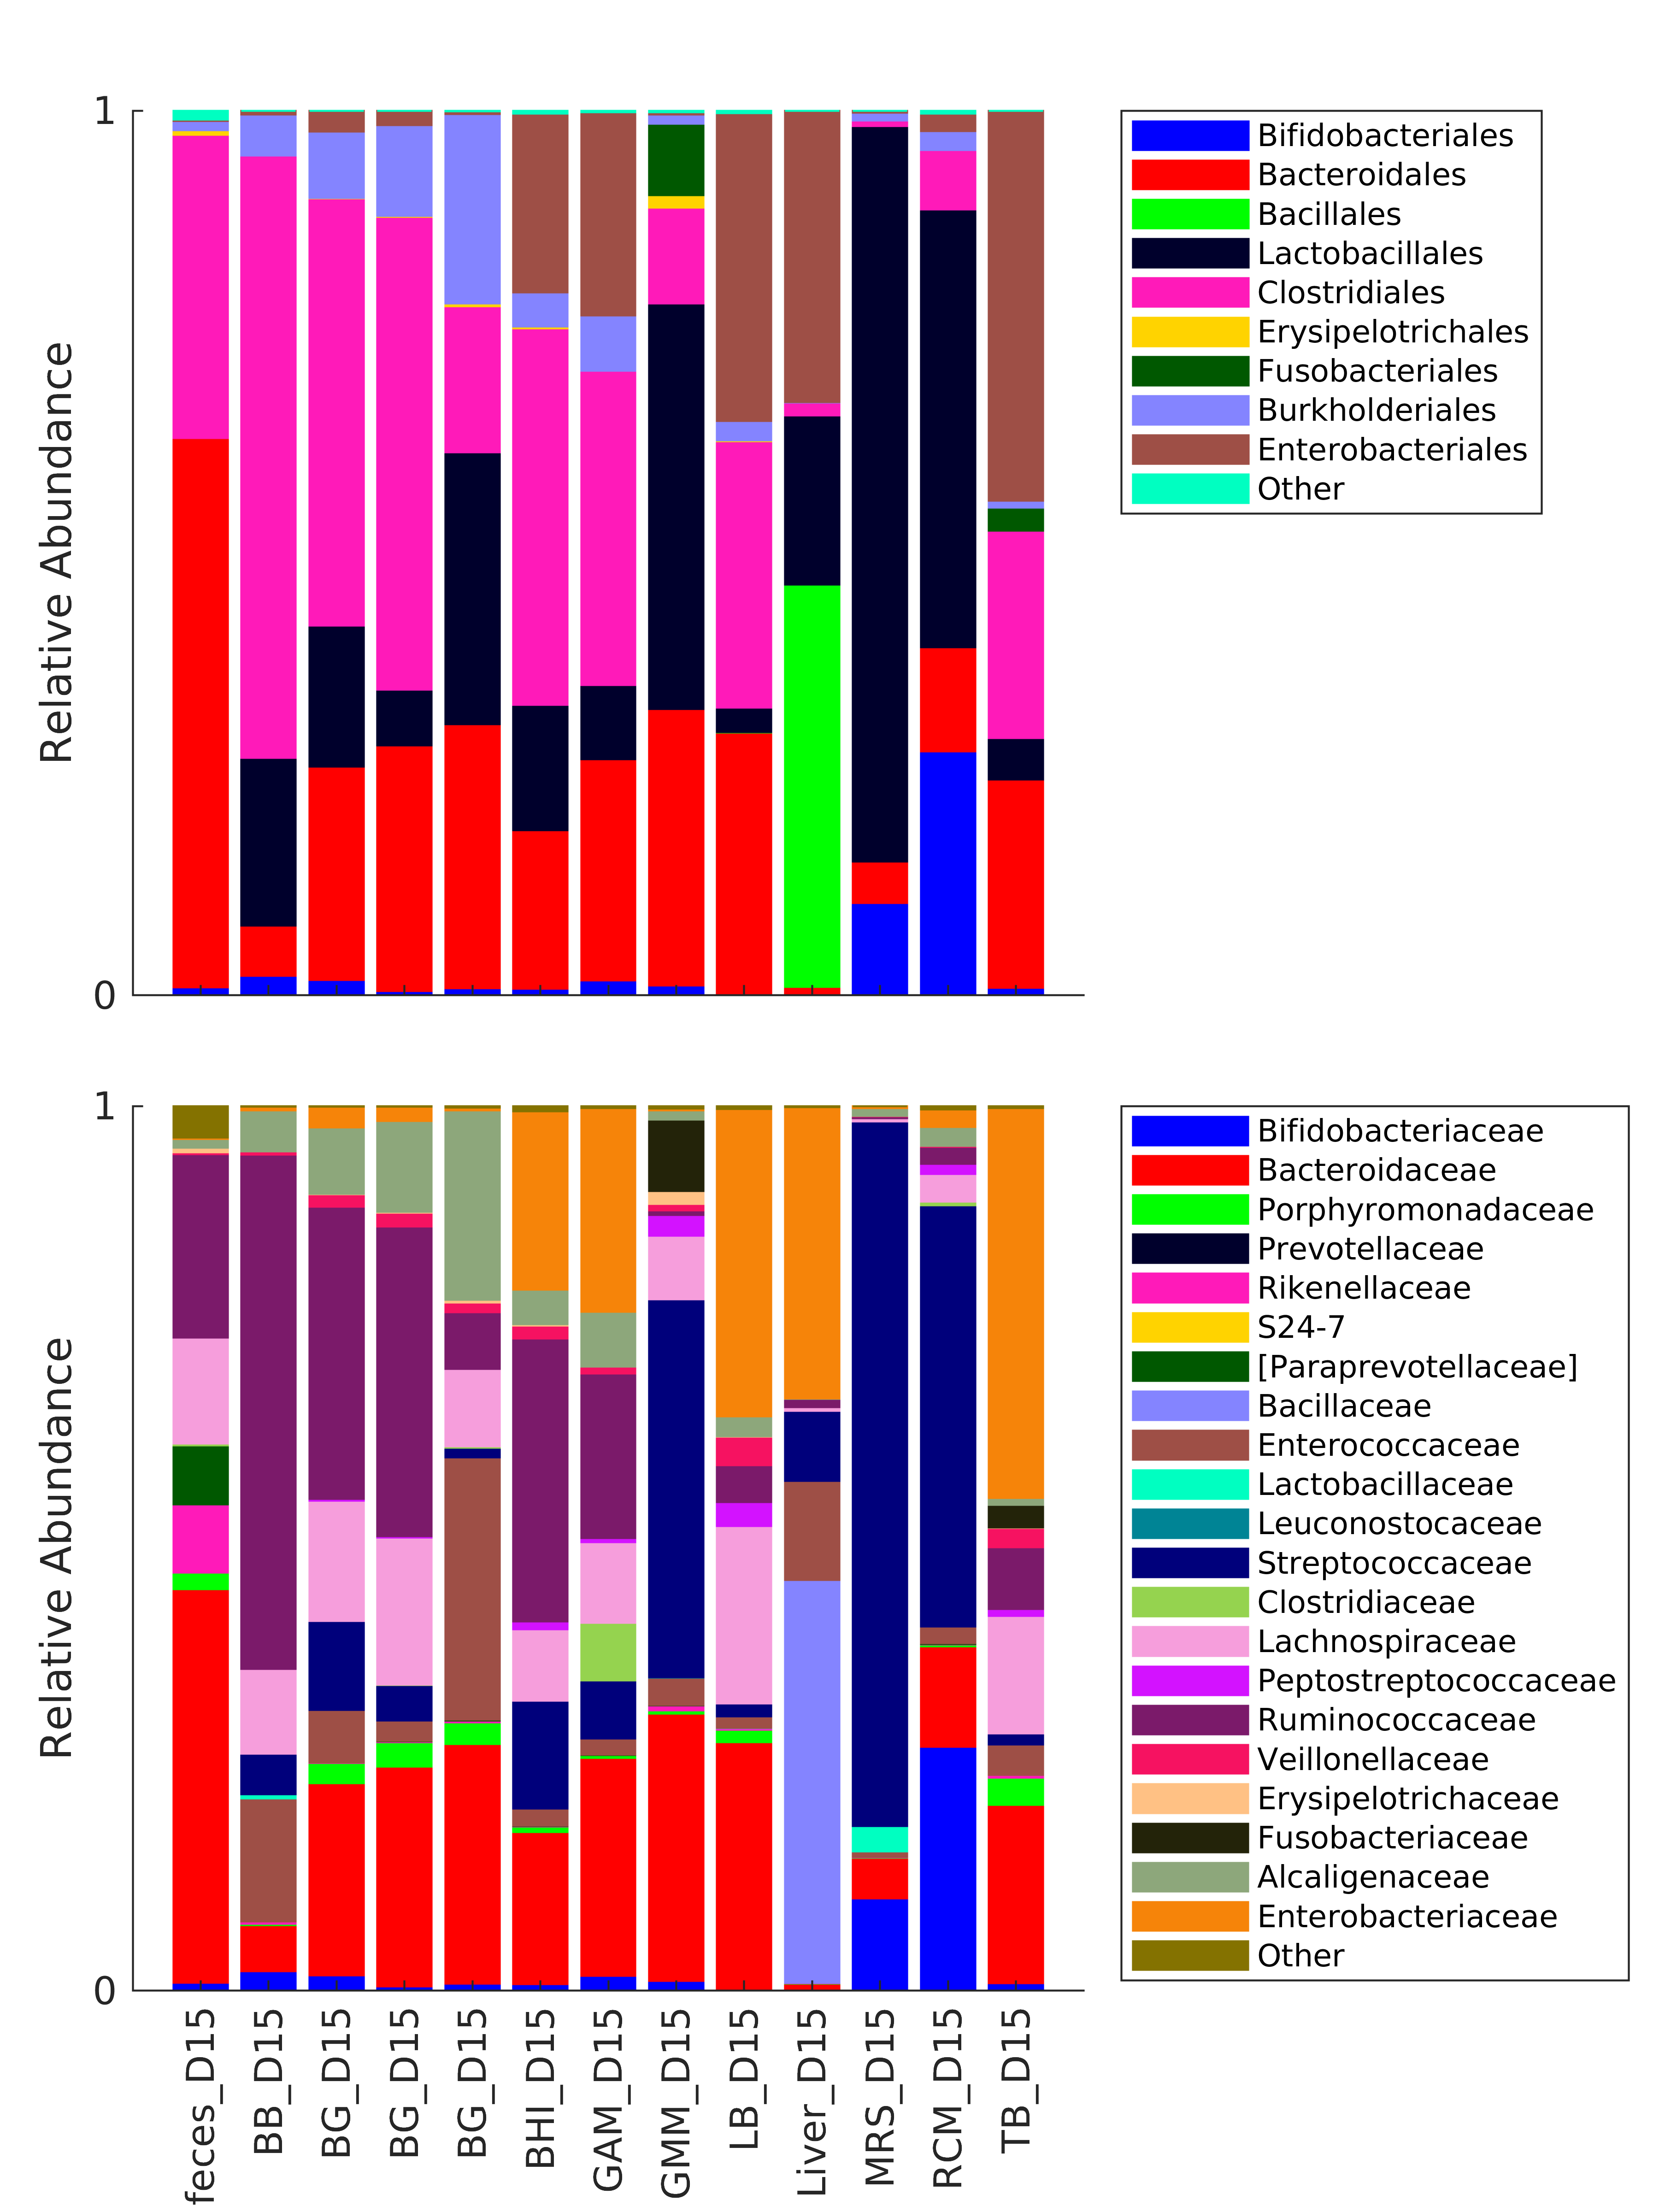 1
0
Relative Abundance
Bifidobacteriales
Bacteroidales
Bacillales
Lactobacillales
Clostridiales
Erysipelotrichales
Fusobacteriales
Burkholderiales
Enterobacteriales
Other
1
0
Relative Abundance
Bifidobacteriaceae
Bacteroidaceae
Porphyromonadaceae
Prevotellaceae
Rikenellaceae
S24-7
[Paraprevotellaceae]
Bacillaceae
Enterococcaceae
Lactobacillaceae
Leuconostocaceae
Streptococcaceae
Clostridiaceae
Lachnospiraceae
Peptostreptococcaceae
Ruminococcaceae
Veillonellaceae
Erysipelotrichaceae
Fusobacteriaceae
Alcaligenaceae
Enterobacteriaceae
Other
feces_D15
BB_D15
BG_D15
BG_D15
BG_D15
BHI_D15
GAM_D15
GMM_D15
LB_D15
Liver_D15
MRS_D15
RCM_D15
TB_D15